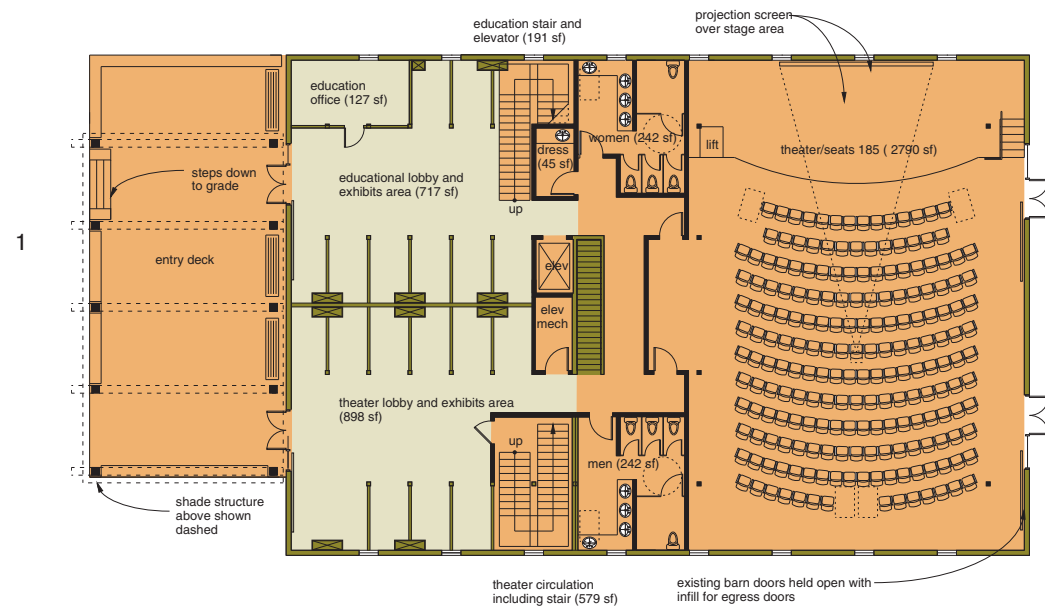 education stair and
elevator (191 sf)
projection screen
over stage area
education
office (127 sf)
women (242 sf)
dress
(45 sf)
lift
theater/seats 185 ( 2790 sf)
steps down
to grade
educational lobby and
exhibits area (717 sf)
up
1
entry deck
elev
elev
mech
theater lobby and exhibits area
(898 sf)
up
men (242 sf)
shade structure
above shown
dashed
theater circulation
including stair (579 sf)
existing barn doors held open with
infill for egress doors